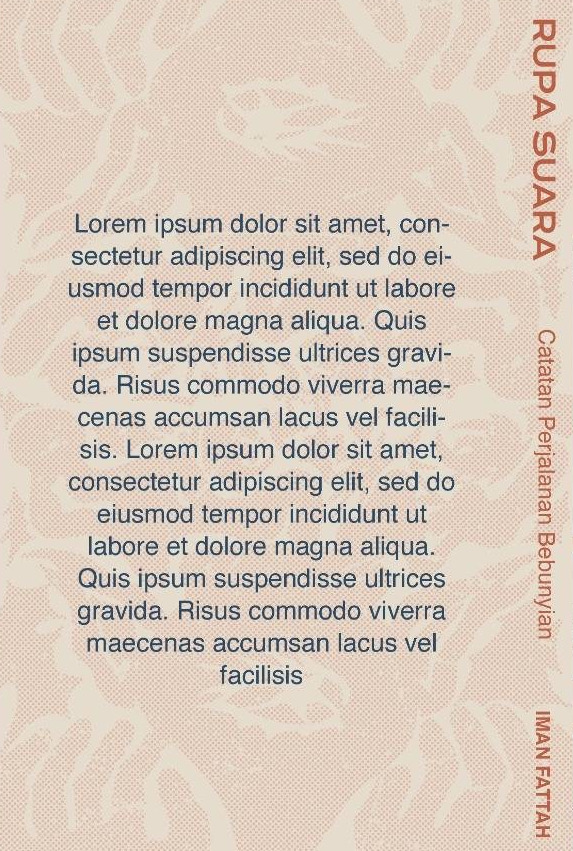 Lorem ipsum dolor sit amet, con-
sectetur adipiscing elit, sed do ei-
usmod tempor incididunt ut labore
et dolore magna aliqua. Quis
ipsum suspendisse ultrices gravi-
da. Risus commodo viverra mae-
cenas accumsan lacus vel facili-
sis. Lorem ipsum dolor sit amet,
consectetur adipiscing elit, sed do
eiusmod tempor incididunt ut
labore et dolore magna aliqua.
Quis ipsum suspendisse ultrices
gravida. Risus commodo viverra
maecenas accumsan lacus vel
facilisis
RUPA SUARA
Catatan Perjalanan Bebunyian
IMAN FATTAH